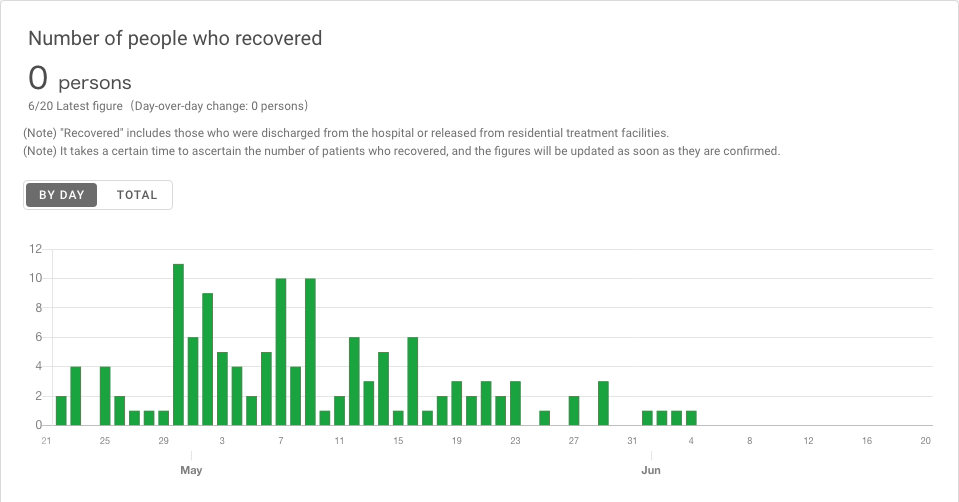 Number of people who recovered
0 persons
6/20 Latest figure（Day-over-day change: 0 persons）
(Note) "Recovered" includes those who were discharged from the hospital or released from residential treatment facilities.
(Note) It takes a certain time to ascertain the number of patients who recovered, and the figures will be updated as soon as they are confirmed.
BY DAY TOTAL
12
10
8
6
4
2
0
21 25 29 3 7 11 15 19 23 27 31 4 8 12 16 20
May Jun